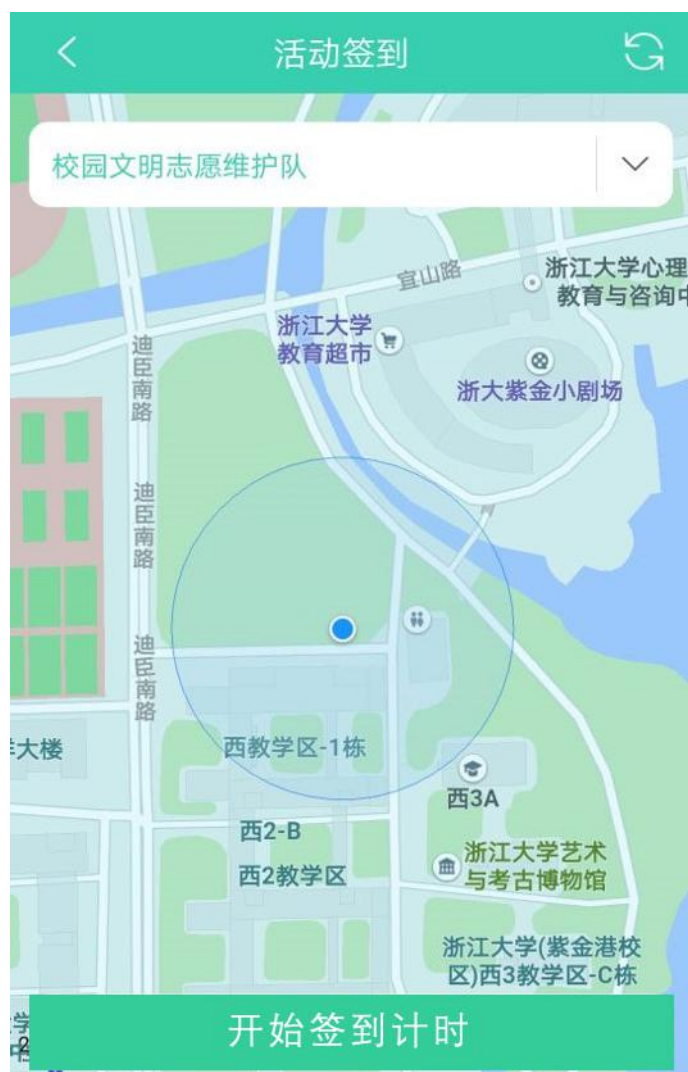 活动签到
校园文明志愿维护队
宜山路
浙江大学心理
教育与咨询中
浙江大学
教育超市
浙大紫金小剧场
迪臣南路
迪臣南路
迪臣南路
大楼
西教学区-1栋
西3A
西2-B
西2教学区
浙江大学艺术
与考古博物馆
浙江大学(紫金港校
区)西3教学区-C栋
开始签到计时